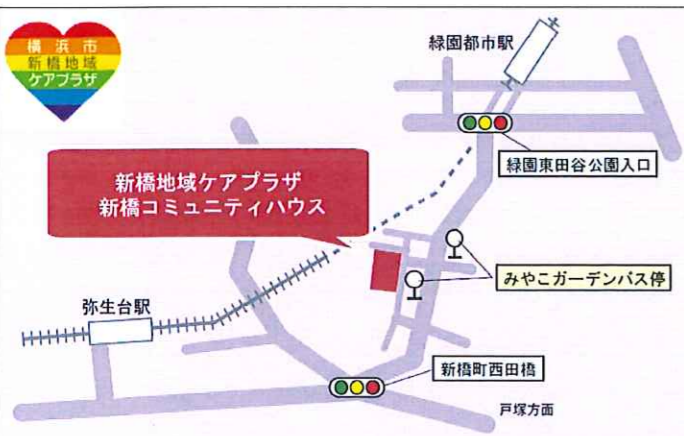 横浜市
新橋地域
ケアプラザ
緑園都市駅
緑園東田谷公園入口
新橋地域ケアプラザ
新橋コミュニティハウス
みやこガーデンバス停
弥生台駅
新橋町西田橋
戸塚方面